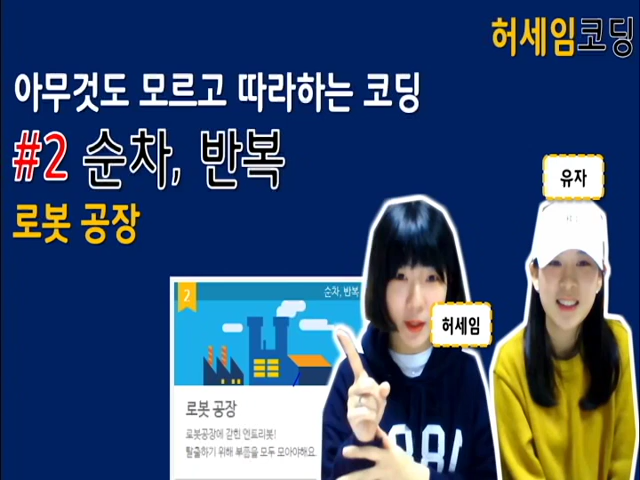 허세임코딩
아무것도 모르고 따라하는 코딩
#2 순차, 반복
로봇 공장
유자
허세임
2
순차, 반복
로봇 공장
로봇공장에 갇힌 엔트리봇!
탈출하기 위해 부품을 모두 모아야해요.